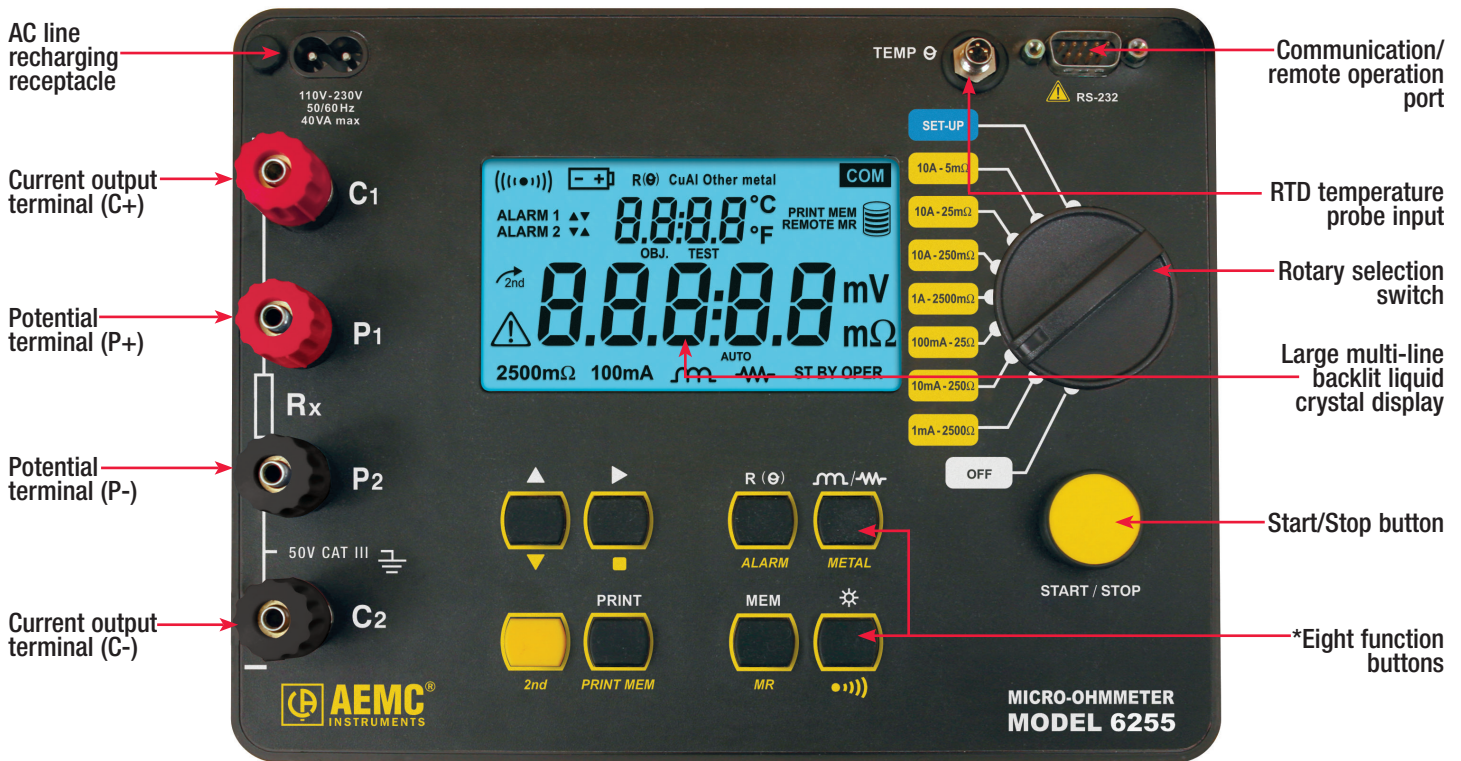 AC line
recharging
receptacle
Current output
terminal (C+)
Potential
terminal (P+)
Potential
terminal (P-)
Current output
terminal (C-)
110V-230V
50/60Hz
40VA max
C1
P1
Rx
P2
50V CAT III
C2
AEMC®
INSTRUMENTS
R(Θ) CuAl Other metal
COM
ALARM 1
ALARM 2
8.8:8.8
°C
°F
PRINT MEM
REMOTE MR
OBJ. TEST
2nd
8.8.8:8.8
mV
mΩ
AUTO
2500mΩ 100mA
ST BY OPER
R (Θ)
ALARM
METAL
PRINT
MEM
2nd
PRINT MEM
MR
TEMP Θ
RS-232
SET-UP
10A - 5mΩ
10A - 25mΩ
10A - 250mΩ
1A - 2500mΩ
100mA - 25Ω
10mA - 250Ω
1mA - 2500Ω
OFF
START / STOP
MICRO-OHMMETER
MODEL 6255
Communication/
remote operation
port
RTD temperature
probe input
Rotary selection
switch
Large multi-line
backlit liquid
crystal display
Start/Stop button
*Eight function
buttons